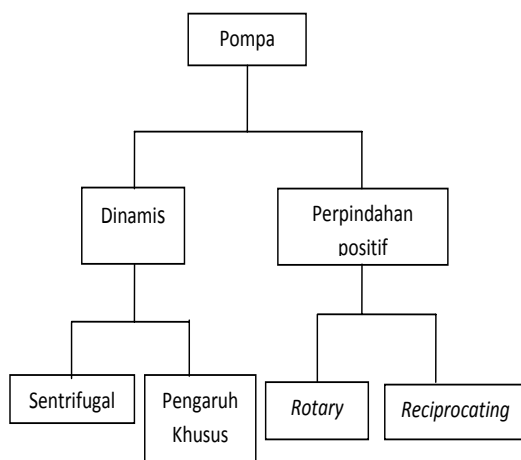 Pompa
Dinamis
Perpindahan
positif
Sentrifugal
Pengaruh
Khusus
Rotary
Reciprocating